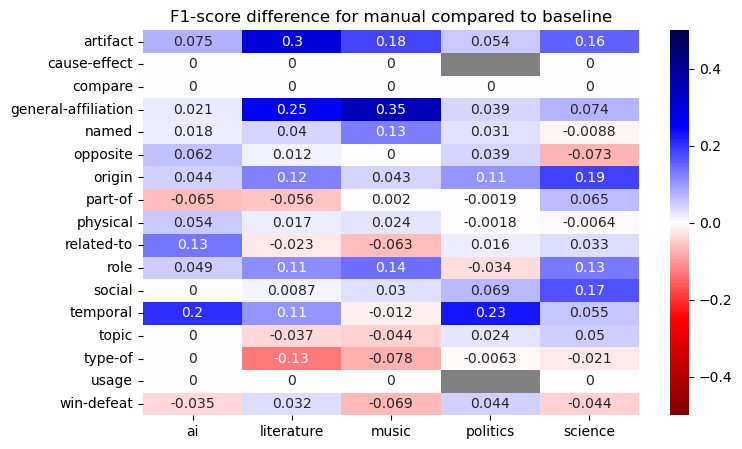 F1-score difference for manual compared to baseline
artifact 0.075 0.3 0.18 0.054 0.16
cause-effect 0 0 0 0
compare 0 0 0 0 0
general-affiliation 0.021 0.25 0.35 0.039 0.074
named 0.018 0.04 0.13 0.031 -0.0088
opposite 0.062 0.012 0 0.039 -0.073
origin 0.044 0.12 0.043 0.11 0.19
part-of -0.065 -0.056 0.002 -0.0019 0.065
physical 0.054 0.017 0.024 -0.0018 -0.0064
related-to 0.13 -0.023 -0.063 0.016 0.033
role 0.049 0.11 0.14 -0.034 0.13
social 0 0.0087 0.03 0.069 0.17
temporal 0.2 0.11 -0.012 0.23 0.055
topic 0 -0.037 -0.044 0.024 0.05
type-of 0 -0.13 -0.078 -0.0063 -0.021
usage 0 0 0 0
win-defeat -0.035 0.032 -0.069 0.044 -0.044
ai literature music politics science
0.4
0.2
0.0
−0.2
−0.4